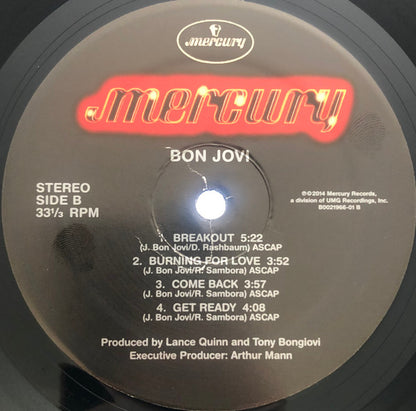 mercury
mercury
BON JOVI
STEREO
SIDE B
33 1/3 RPM
℗©2014 Mercury Records,
a division of UMG Recordings, Inc.
B0021966-01 B
1. BREAKOUT 5:22
(J. Bon Jovi/D. Rashbaum) ASCAP
2. BURNING FOR LOVE 3:52
(J. Bon Jovi/R. Sambora) ASCAP
3. COME BACK 3:57
(J. Bon Jovi/R. Sambora) ASCAP
4. GET READY 4:08
(J. Bon Jovi/R. Sambora) ASCAP
Produced by Lance Quinn and Tony Bongiovi
Executive Producer: Arthur Mann